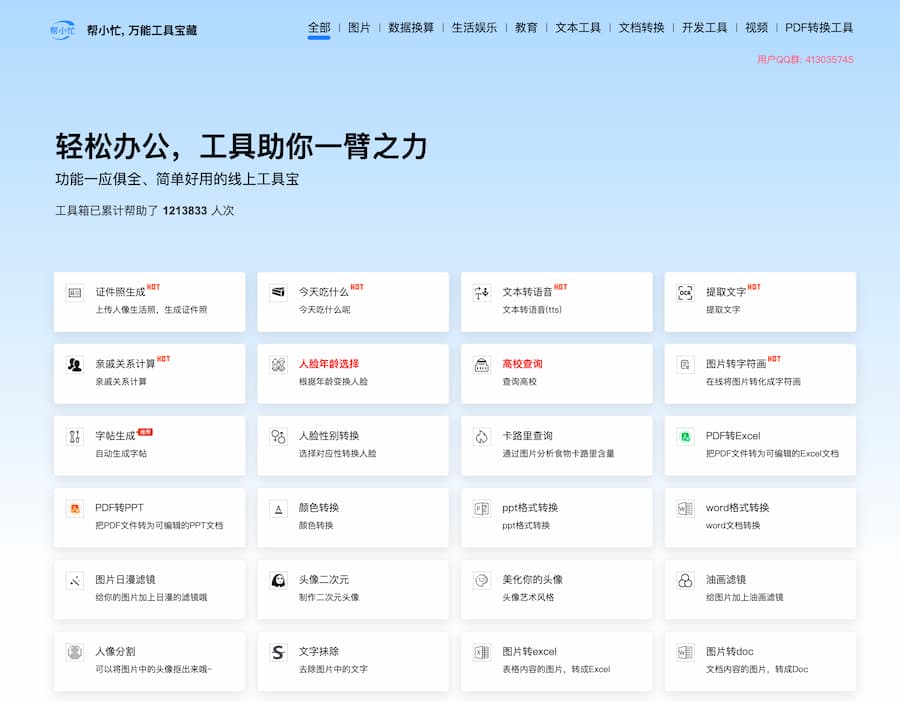 帮小忙 帮小忙, 万能工具宝藏
全部 图片 数据换算 生活娱乐 教育 文本工具 文档转换 开发工具 视频 PDF转换工具
用户QQ群: 413035745
轻松办公，工具助你一臂之力
功能一应俱全、简单好用的线上工具宝
工具箱已累计帮助了 1213833 人次
证件照生成 HOT
上传人像生活照，生成证件照
今天吃什么 HOT
今天吃什么呢
文本转语音 HOT
文本转语音(tts)
OCR 提取文字 HOT
提取文字
亲戚关系计算 HOT
亲戚关系计算
人脸年龄选择
根据年龄变换人脸
高校查询
查询高校
图片转字符画 HOT
在线将图片转化成字符画
字帖生成 推荐
自动生成字帖
人脸性别转换
选择对应性转换人脸
卡路里查询
通过图片分析食物卡路里含量
PDF转Excel
把PDF文件转为可编辑的Excel文档
PDF转PPT
把PDF文件转为可编辑的PPT文档
颜色转换
颜色转换
ppt格式转换
ppt格式转换
word格式转换
word文档转换
图片日漫滤镜
给你的图片加上日漫的滤镜哦
头像二次元
制作二次元头像
美化你的头像
头像艺术风格
油画滤镜
给图片加上油画滤镜
人像分割
可以将图片中的头像抠出来哦~
文字抹除
去除图片中的文字
图片转excel
表格内容的图片，转成Excel
图片转doc
文档内容的图片，转成Doc